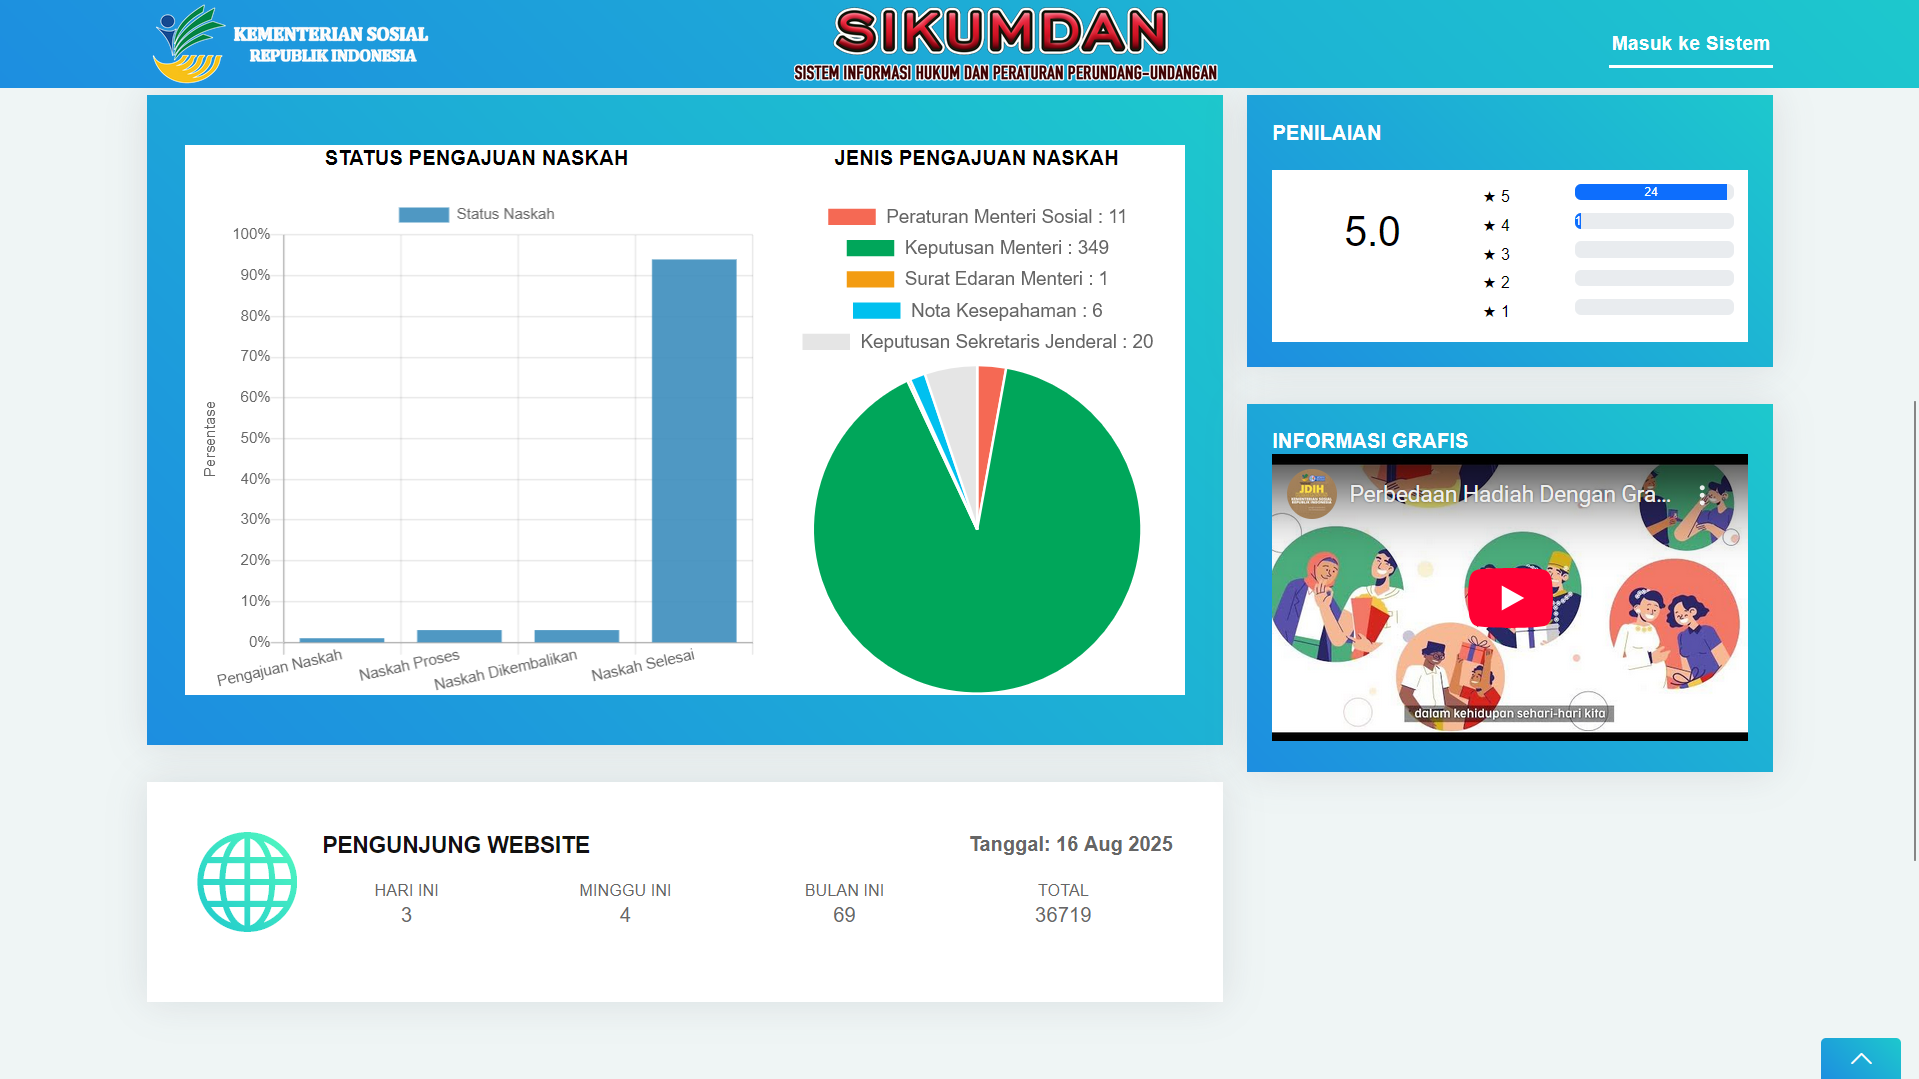 KEMENTERIAN SOSIAL
REPUBLIK INDONESIA
SIKUMDAN
SISTEM INFORMASI HUKUM DAN PERATURAN PERUNDANG-UNDANGAN
Masuk ke Sistem
STATUS PENGAJUAN NASKAH
Status Naskah
100%
90%
80%
70%
60%
50%
40%
30%
20%
10%
0%
Persentase
Pengajuan Naskah
Naskah Proses
Naskah Dikembalikan
Naskah Selesai
JENIS PENGAJUAN NASKAH
Peraturan Menteri Sosial : 11
Keputusan Menteri : 349
Surat Edaran Menteri : 1
Nota Kesepahaman : 6
Keputusan Sekretaris Jenderal : 20
PENILAIAN
5.0
★ 5
24
★ 4
1
★ 3
★ 2
★ 1
INFORMASI GRAFIS
JDIH
Perbedaan Hadiah Dengan Gra...
dalam kehidupan sehari-hari kita
PENGUNJUNG WEBSITE
Tanggal: 16 Aug 2025
HARI INI
3
MINGGU INI
4
BULAN INI
69
TOTAL
36719